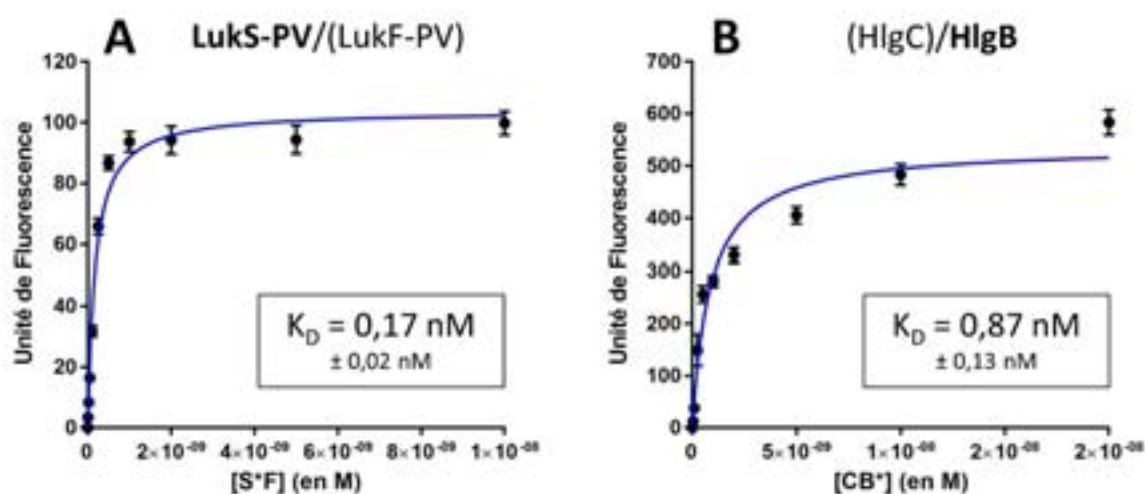 A LukS-PV/(LukF-PV)
120
100
80
60
40
20
0
Unité de Fluorescence
K_D = 0,17 nM
± 0,02 nM
0 2×10⁻⁰⁹ 4×10⁻⁰⁹ 6×10⁻⁰⁹ 8×10⁻⁰⁹ 1×10⁻⁰⁸
[S*F] (en M)
B (HlgC)/HlgB
700
600
500
400
300
200
100
0
Unité de Fluorescence
K_D = 0,87 nM
± 0,13 nM
0 5×10⁻⁰⁹ 1×10⁻⁰⁸ 2×10⁻⁰⁸ 2×10⁻⁰⁸
[CB*] (en M)